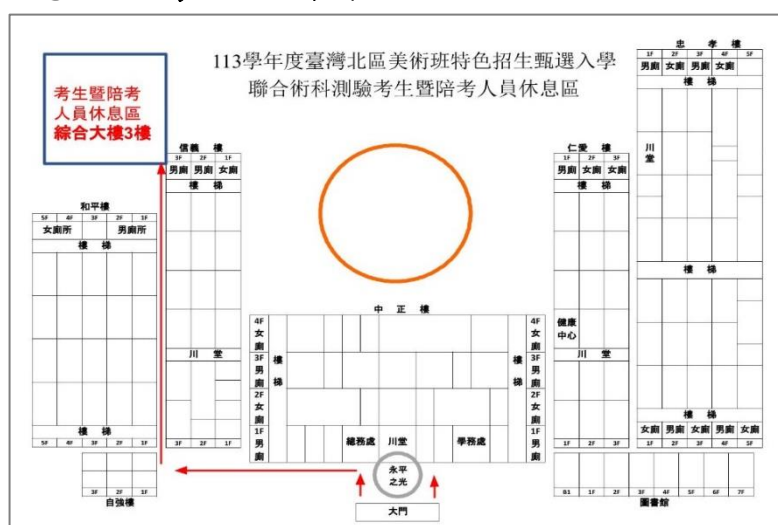 113學年度臺灣北區美術班特色招生甄選入學
聯合術科測驗考生暨陪考人員休息區
考生暨陪考
人員休息區
綜合大樓3樓
忠 孝 樓
1F 2F 3F 4F 5F
男廁 女廁 男廁 女廁
樓 梯
川堂
樓 梯
樓 梯
女廁 男廁 女廁 男廁 女廁
1F 2F 3F 4F 5F
信義 樓
3F 2F 1F
男廁 男廁 女廁
樓 梯
川 堂
3F 2F 1F
仁愛 樓
1F 2F 3F
男廁 女廁 女廁
樓 梯
健康
中心
川 堂
1F 2F 3F
和平樓
5F 4F 3F 2F 1F
女廁所 男廁所
樓 梯
樓 梯
5F 4F 3F 2F 1F
中 正 樓
4F
女廁
3F
男廁
2F
女廁
1F
男廁
樓梯
樓梯
4F
女廁
3F
男廁
2F
女廁
1F
男廁
總務處 川堂 學務處
永平
之光
大門
3F 2F 1F
自強樓
B1 1F 2F 3F 4F 5F 6F 7F
圖書館